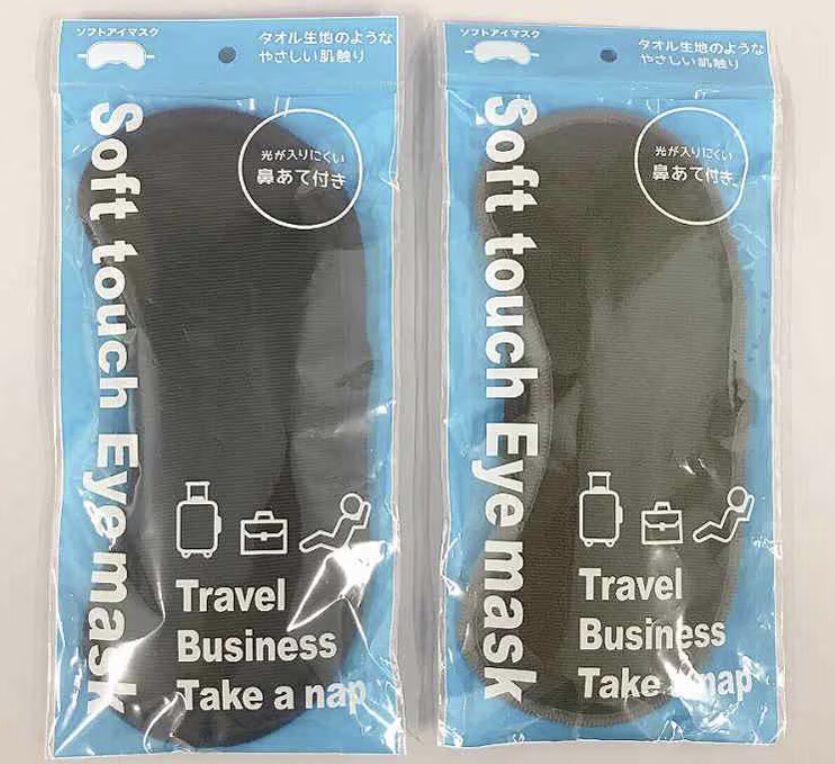 ソフトアイマスク
タオル生地のような
やさしい肌触り
光が入りにくい
鼻あて付き
Soft touch Eye mask
Travel
Business
Take a nap
ソフトアイマスク
タオル生地のような
やさしい肌触り
光が入りにくい
鼻あて付き
Soft touch Eye mask
Travel
Business
Take a nap